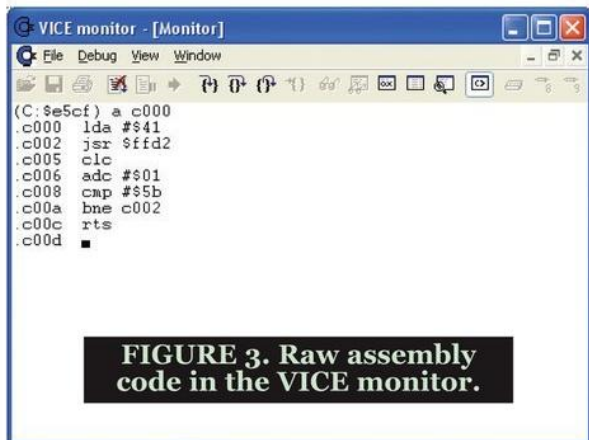 VICE monitor - [Monitor]
File Debug View Window
(C:$e5cf) a c000
.c000 lda #$41
.c002 jsr $ffd2
.c005 clc
.c006 adc #$01
.c008 cmp #$5b
.c00a bne c002
.c00c rts
.c00d
FIGURE 3. Raw assembly
code in the VICE monitor.